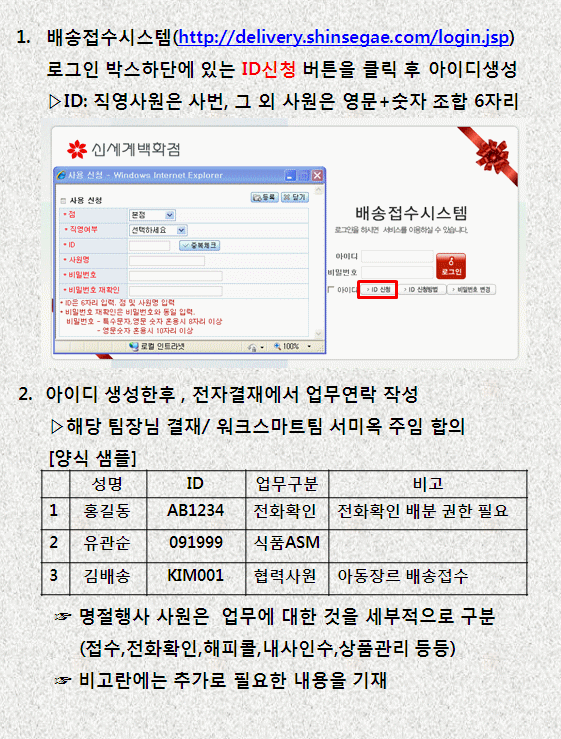 1. 배송접수시스템(http://delivery.shinsegae.com/login.jsp)
로그인 박스하단에 있는 ID신청 버튼을 클릭 후 아이디생성
▷ID: 직영사원은 사번, 그 외 사원은 영문+숫자 조합 6자리
신세계백화점
사용 신청 - Windows Internet Explorer
사용 신청
등록 닫기
* 점 본점
* 직영여부 선택하세요
* ID 중복체크
* 사원명
* 비밀번호
* 비밀번호 재확인
* ID은 6자리 입력, 점 및 사원명 입력
* 비밀번호 재확인은 비밀번호와 동일 입력.
비밀번호 - 특수문자,영문 숫자 혼용시 8자리 이상
- 영문숫자 혼용시 10자리 이상
로컬 인트라넷 100%
배송접수시스템
로그인을 하시면 서비스를 이용하실 수 있습니다.
아이디
비밀번호
로그인
아이디 ID 신청 ID 신청방법 비밀번호 변경
2. 아이디 생성한후 , 전자결재에서 업무연락 작성
▷해당 팀장님 결재/ 워크스마트팀 서미옥 주임 합의
[양식 샘플]
성명 ID 업무구분 비고
1 홍길동 AB1234 전화확인 전화확인 배분 권한 필요
2 유관순 091999 식품ASM
3 김배송 KIM001 협력사원 아동장르 배송접수
☞ 명절행사 사원은 업무에 대한 것을 세부적으로 구분
(접수,전화확인,해피콜,내사인수,상품관리 등등)
☞ 비고란에는 추가로 필요한 내용을 기재